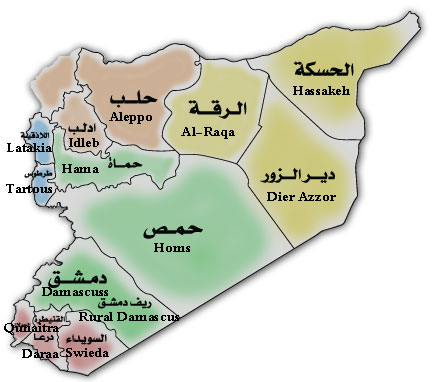 الحسكة
Hassakeh
حلب
Aleppo
الرقة
Al-Raqa
ادلب
Idleb
اللاذقية
Latakia
حماه
Hama
طرطوس
Tartous
دير الزور
Dier Azzor
حمص
Homs
دمشق
Damascuss
ريف دمشق
Rural Damascus
القنيطرة
Qunaitra
درعا
Daraa
السويداء
Swieda